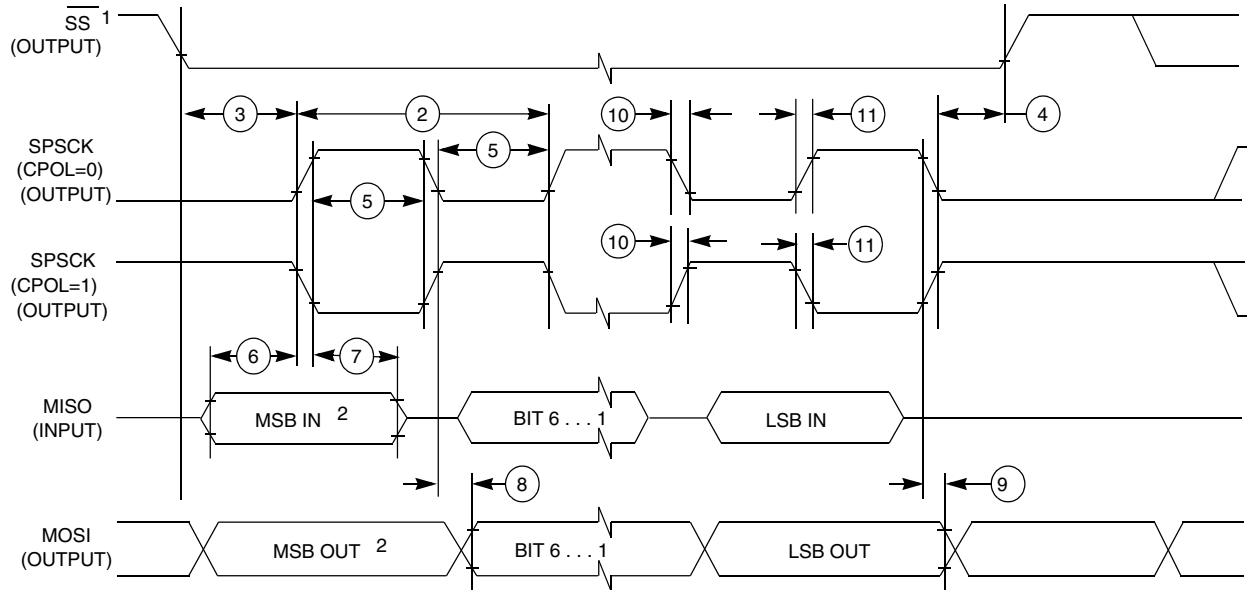 SS 1
(OUTPUT)
3
2
10
11
4
SPSCK
(CPOL=0)
(OUTPUT)
5
5
SPSCK
(CPOL=1)
(OUTPUT)
10
11
6
7
MISO
(INPUT)
MSB IN 2
BIT 6 . . . 1
LSB IN
8
9
MOSI
(OUTPUT)
MSB OUT 2
BIT 6 . . . 1
LSB OUT